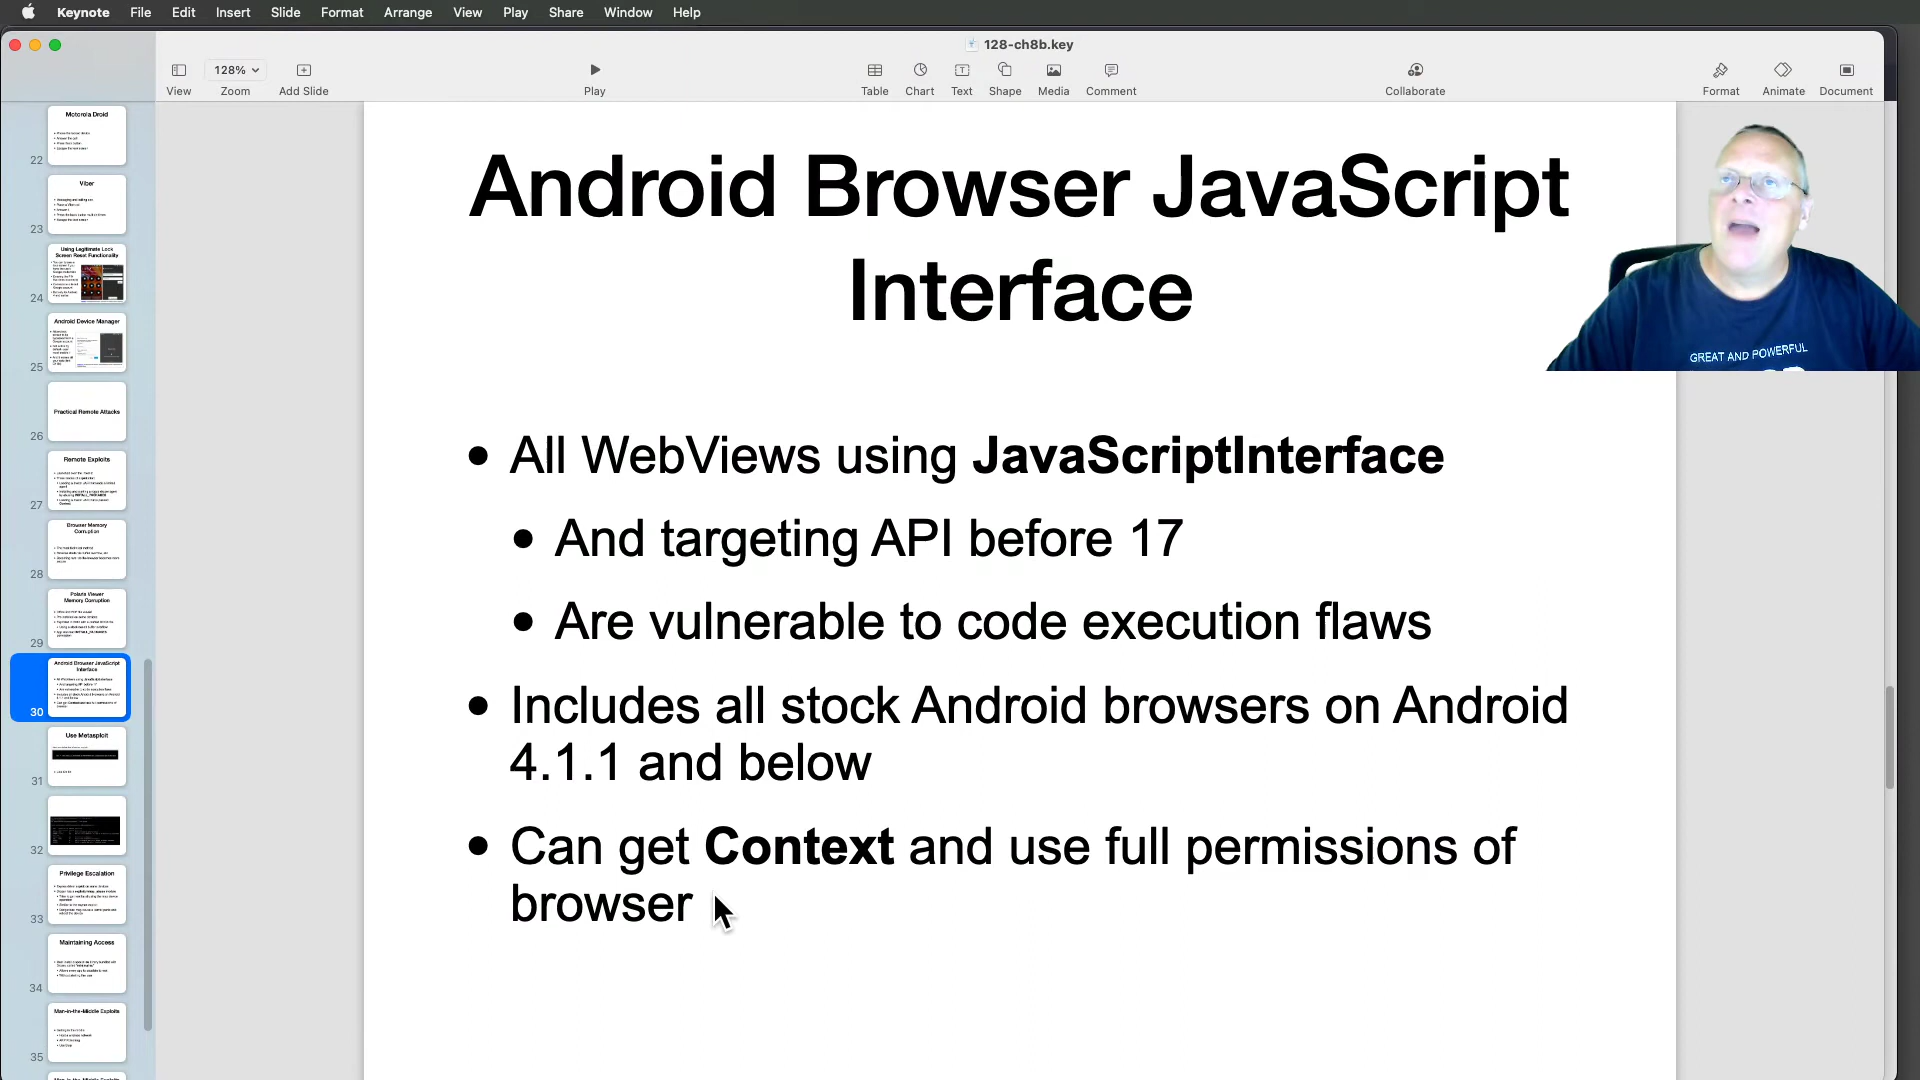 Keynote File Edit Insert Slide Format Arrange View Play Share Window Help
128-ch8b.key
128%
View Zoom Add Slide Play Table Chart Text Shape Media Comment Collaborate Format Animate Document
Motorola Droid
22
Viber
23
Using Legitimate Lock
Screen Reset Functionality
24
Android Device Manager
25
Practical Remote Attacks
26
Remote Exploits
27
Browser Memory
Corruption
28
Polaris Viewer
Memory Corruption
29
Android Browser JavaScript
Interface
30
Use Metasploit
31
32
Privilege Escalation
33
Maintaining Access
34
Man-in-the-Middle Exploits
35
Android Browser JavaScript
Interface
• All WebViews using JavaScriptInterface
• And targeting API before 17
• Are vulnerable to code execution flaws
• Includes all stock Android browsers on Android
4.1.1 and below
• Can get Context and use full permissions of
browser
GREAT AND POWERFUL